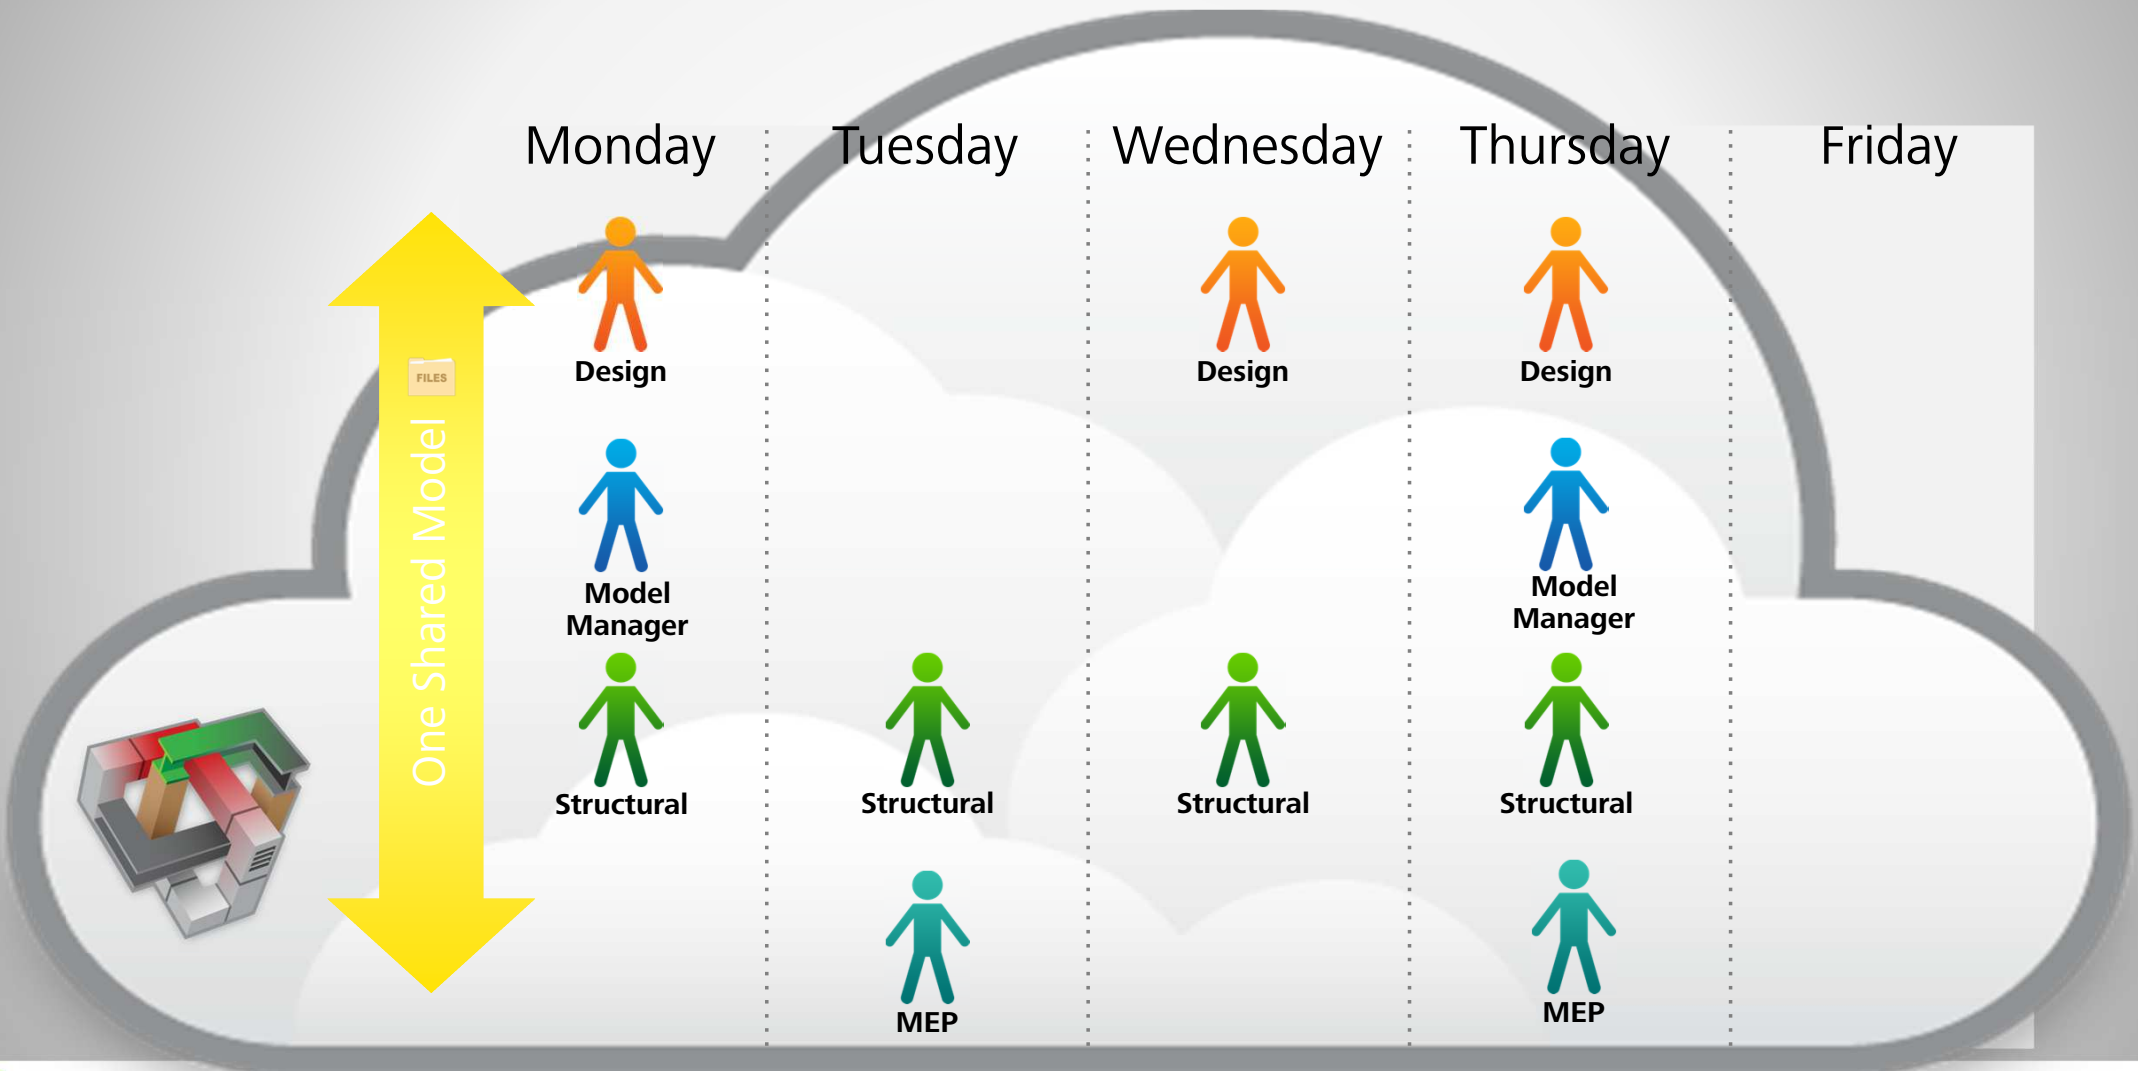 Monday
Tuesday
Wednesday
Thursday
Friday
FILES
One Shared Model
Design
Design
Design
Model
Manager
Model
Manager
Structural
Structural
Structural
Structural
MEP
MEP